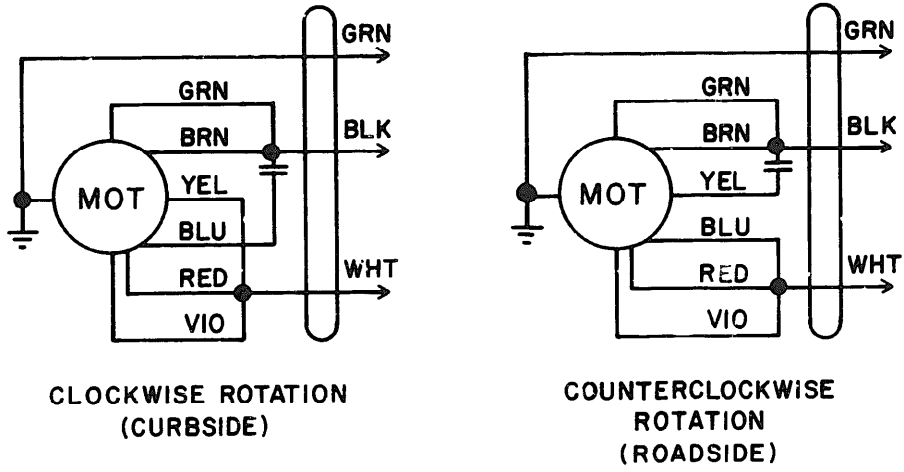 GRN
GRN
BRN
BLK
MOT
YEL
BLU
RED
WHT
VIO
CLOCKWISE ROTATION
(CURBSIDE)
GRN
GRN
BRN
BLK
MOT
YEL
BLU
RED
WHT
VIO
COUNTERCLOCKWISE
ROTATION
(ROADSIDE)